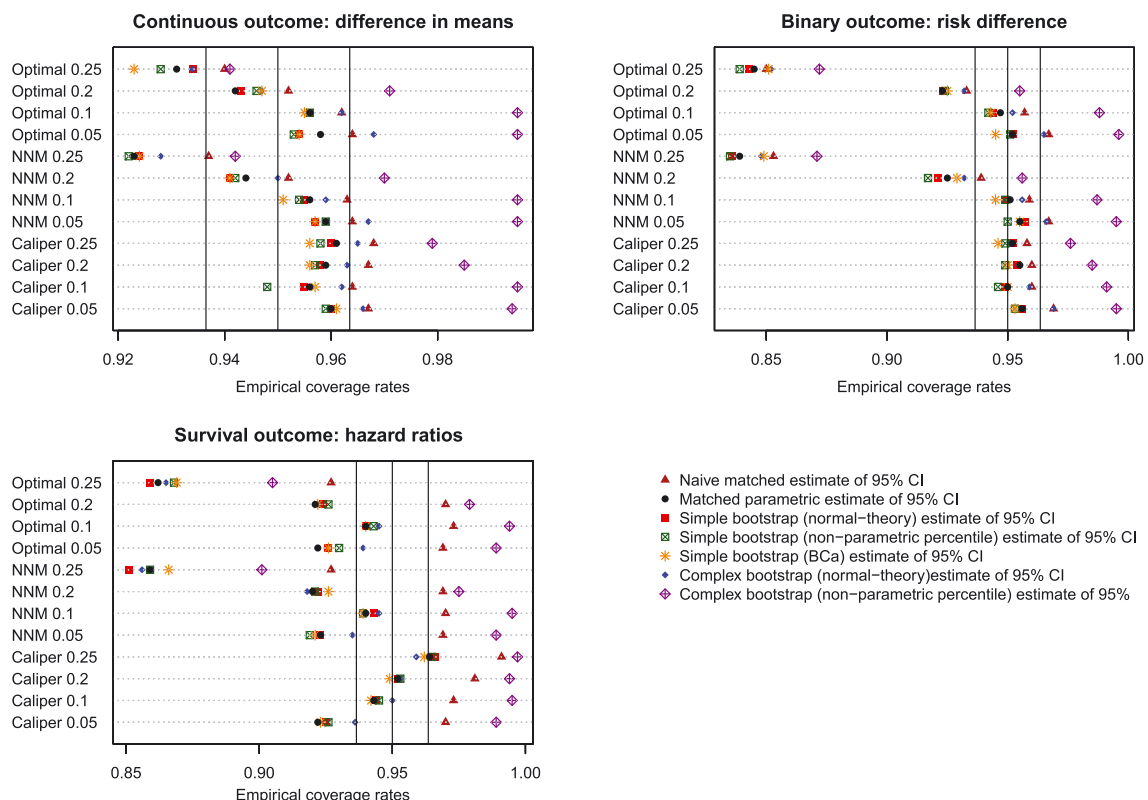 Continuous outcome: difference in means
Optimal 0.25
Optimal 0.2
Optimal 0.1
Optimal 0.05
NNM 0.25
NNM 0.2
NNM 0.1
NNM 0.05
Caliper 0.25
Caliper 0.2
Caliper 0.1
Caliper 0.05
0.92 0.94 0.96 0.98
Empirical coverage rates
Binary outcome: risk difference
Optimal 0.25
Optimal 0.2
Optimal 0.1
Optimal 0.05
NNM 0.25
NNM 0.2
NNM 0.1
NNM 0.05
Caliper 0.25
Caliper 0.2
Caliper 0.1
Caliper 0.05
0.85 0.90 0.95 1.00
Empirical coverage rates
Survival outcome: hazard ratios
Optimal 0.25
Optimal 0.2
Optimal 0.1
Optimal 0.05
NNM 0.25
NNM 0.2
NNM 0.1
NNM 0.05
Caliper 0.25
Caliper 0.2
Caliper 0.1
Caliper 0.05
0.85 0.90 0.95 1.00
Empirical coverage rates
Naive matched estimate of 95% CI
Matched parametric estimate of 95% CI
Simple bootstrap (normal-theory) estimate of 95% CI
Simple bootstrap (non-parametric percentile) estimate of 95% CI
Simple bootstrap (BCa) estimate of 95% CI
Complex bootstrap (normal-theory)estimate of 95% CI
Complex bootstrap (non-parametric percentile) estimate of 95%